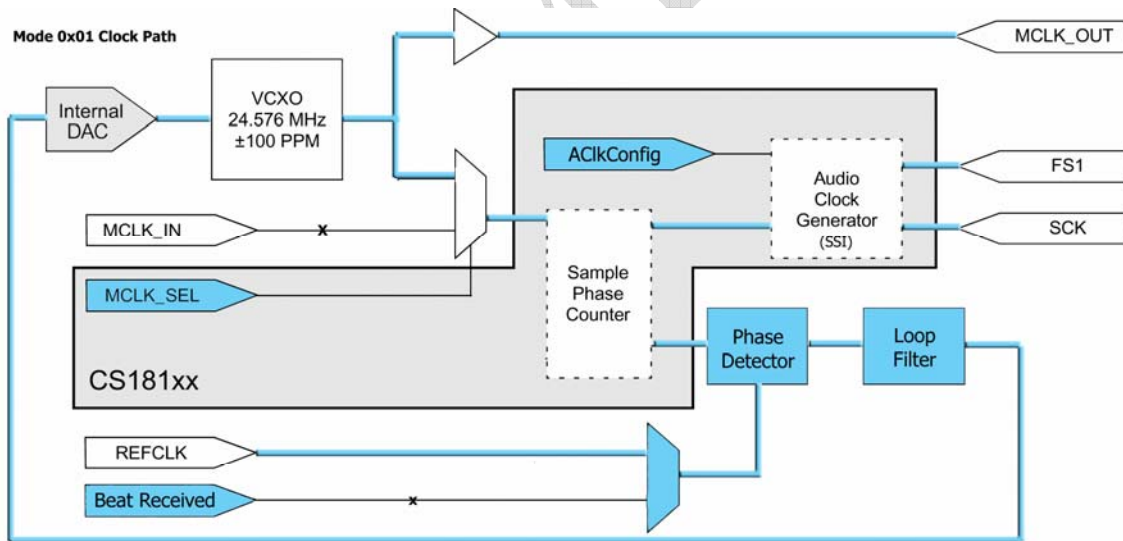 Mode 0x01 Clock Path
MCLK_OUT
Internal
DAC
VCXO
24.576 MHz
±100 PPM
AClkConfig
Audio
Clock
Generator
(SSI)
FS1
SCK
MCLK_IN
x
MCLK_SEL
Sample
Phase
Counter
Phase
Detector
Loop
Filter
CS181xx
REFCLK
Beat Received
x